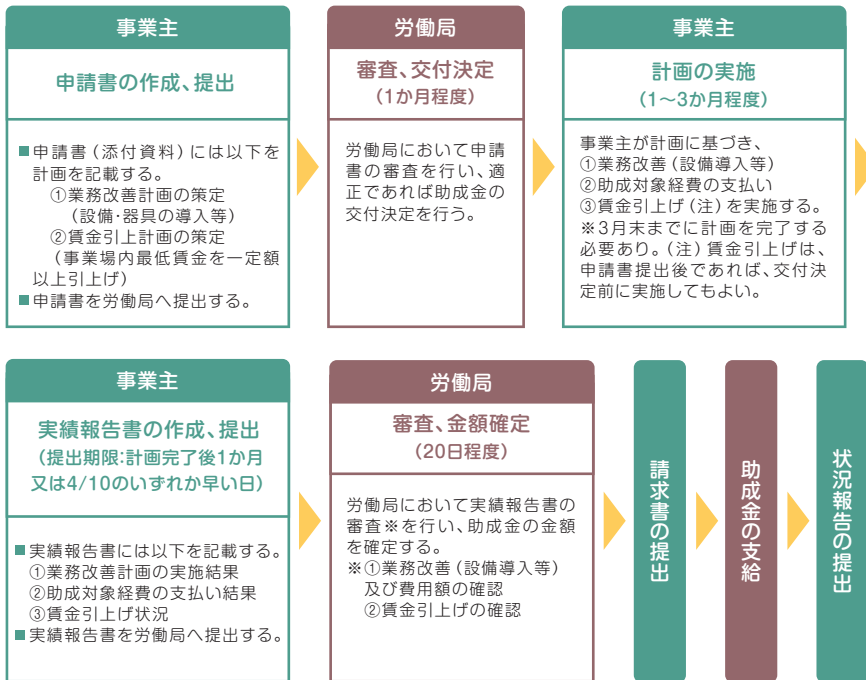 事業主
申請書の作成、提出
■申請書（添付資料）には以下を
計画を記載する。
①業務改善計画の策定
（設備・器具の導入等）
②賃金引上計画の策定
（事業場内最低賃金を一定額
以上引上げ）
■申請書を労働局へ提出する。
労働局
審査、交付決定
（1か月程度）
労働局において申請
書の審査を行い、適
正であれば助成金の
交付決定を行う。
事業主
計画の実施
（1～3か月程度）
事業主が計画に基づき、
①業務改善（設備導入等）
②助成対象経費の支払い
③賃金引上げ（注）を実施する。
※3月末までに計画を完了する
必要あり。（注）賃金引上げは、
申請書提出後であれば、交付決
定前に実施してもよい。
事業主
実績報告書の作成、提出
（提出期限：計画完了後1か月
又は4/10のいずれか早い日）
■実績報告書には以下を記載する。
①業務改善計画の実施結果
②助成対象経費の支払い結果
③賃金引上げ状況
■実績報告書を労働局へ提出する。
労働局
審査、金額確定
（20日程度）
労働局において実績報告書の
審査※を行い、助成金の金額
を確定する。
※①業務改善（設備導入等）
及び費用額の確認
②賃金引上げの確認
請求書の提出
助成金の支給
状況報告の提出